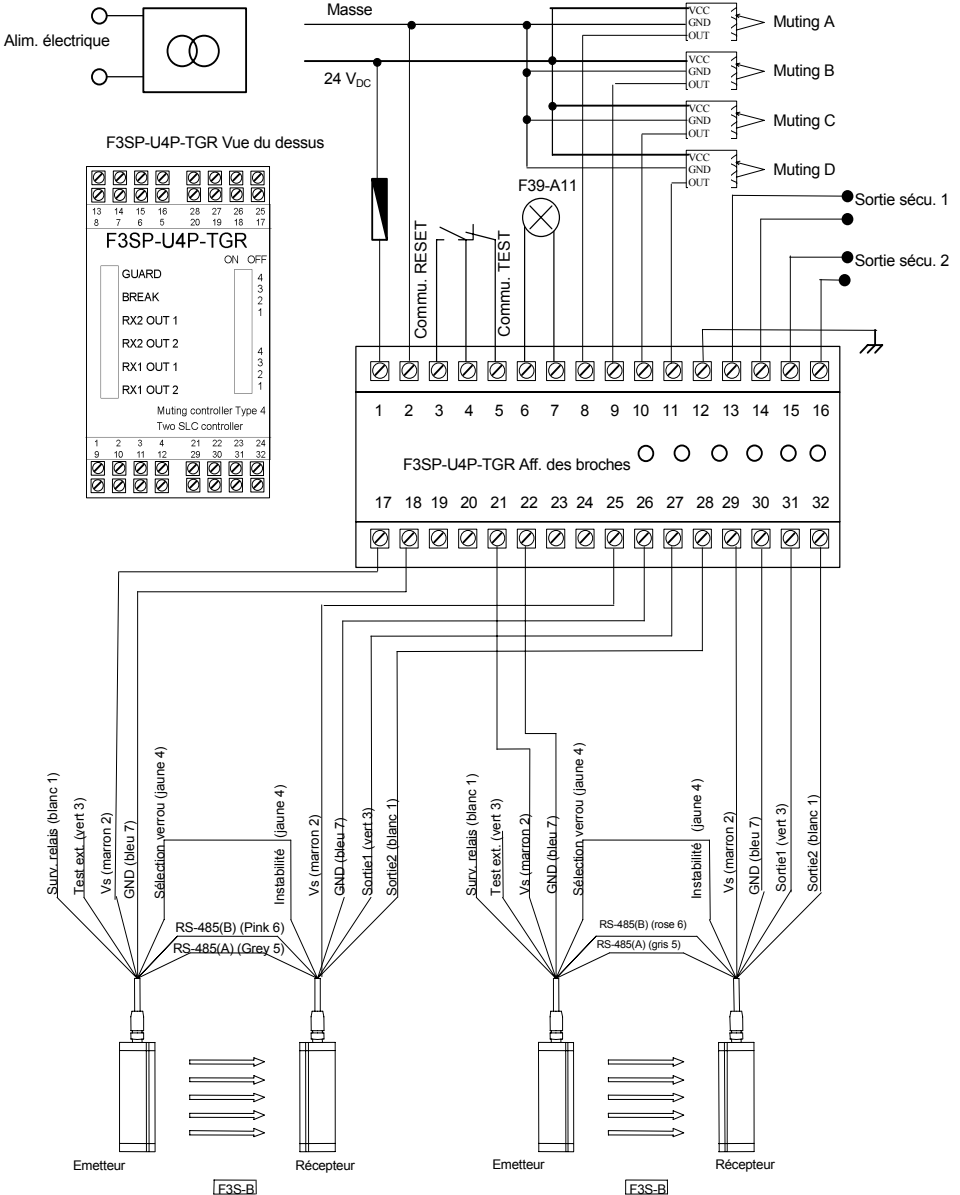 Alim. électrique
Masse
24 VDC
VCC
GND
OUT
Muting A
VCC
GND
OUT
Muting B
VCC
GND
OUT
Muting C
VCC
GND
OUT
Muting D
F3SP-U4P-TGR Vue du dessus
13 14 15 16 28 27 26 25
8 7 6 5 20 19 18 17
F3SP-U4P-TGR
ON OFF
GUARD
BREAK
RX2 OUT 1
RX2 OUT 2
RX1 OUT 1
RX1 OUT 2
4
3
2
1
4
3
2
1
Muting controller Type 4
Two SLC controller
1 2 3 4 21 22 23 24
9 10 11 12 29 30 31 32
Commu. RESET
Commu. TEST
F39-A11
Sortie sécu. 1
Sortie sécu. 2
1 2 3 4 5 6 7 8 9 10 11 12 13 14 15 16
F3SP-U4P-TGR Aff. des broches
17 18 19 20 21 22 23 24 25 26 27 28 29 30 31 32
Surv. relais (blanc 1)
Test ext. (vert 3)
Vs (marron 2)
GND (bleu 7)
Sélection verrou (jaune 4)
Instabilité (jaune 4)
Vs (marron 2)
GND (bleu 7)
Sortie1 (vert 3)
Sortie2 (blanc 1)
RS-485(B) (Pink 6)
RS-485(A) (Grey 5)
Surv. relais (blanc 1)
Test ext. (vert 3)
Vs (marron 2)
GND (bleu 7)
Sélection verrou (jaune 4)
Instabilité (jaune 4)
Vs (marron 2)
GND (bleu 7)
Sortie1 (vert 3)
Sortie2 (blanc 1)
RS-485(B) (rose 6)
RS-485(A) (gris 5)
Emetteur
Récepteur
F3S-B
Emetteur
Récepteur
F3S-B